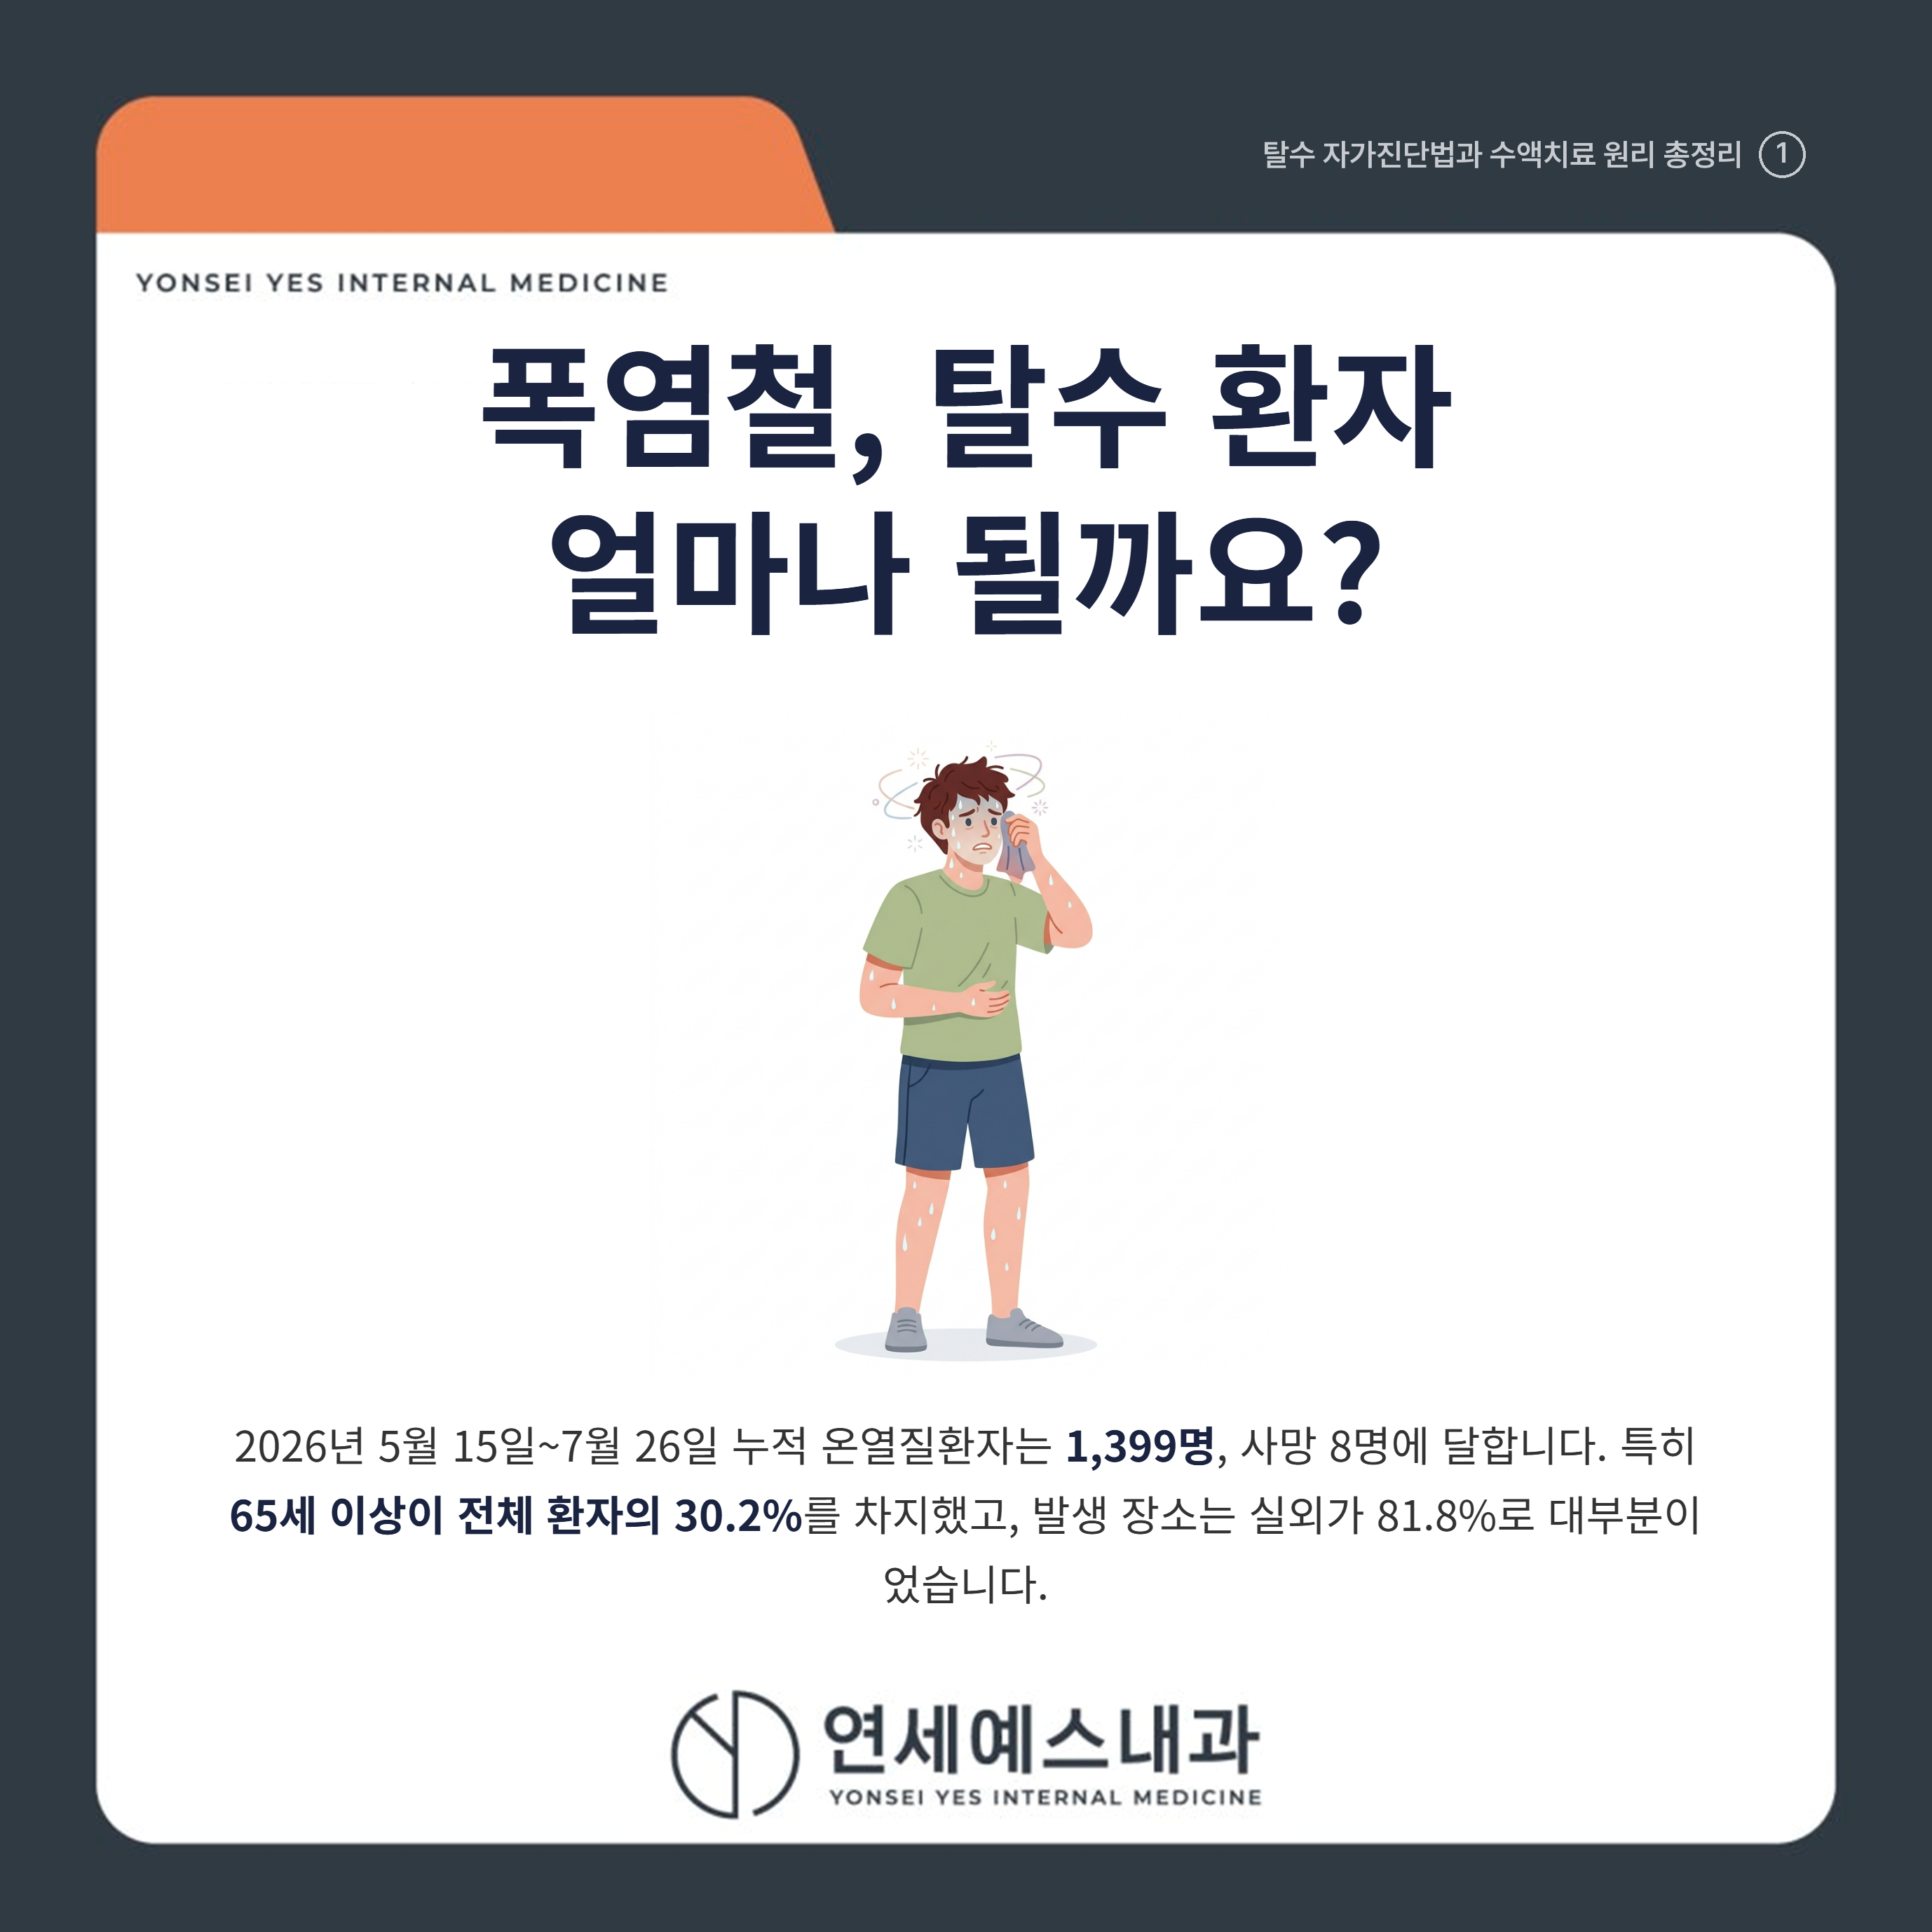 탈수 자가진단법과 수액치료 원리 총정리 1
YONSEI YES INTERNAL MEDICINE
폭염철, 탈수 환자
얼마나 될까요?
2026년 5월 15일~7월 26일 누적 온열질환자는 1,399명, 사망 8명에 달합니다. 특히
65세 이상이 전체 환자의 30.2%를 차지했고, 발생 장소는 실외가 81.8%로 대부분이
었습니다.
연세예스내과
YONSEI YES INTERNAL MEDICINE